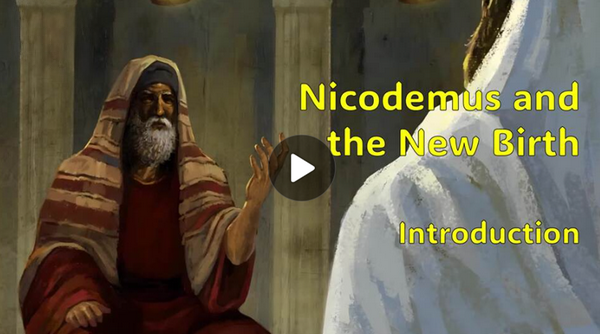 Nicodemus and
the New Birth
Introduction